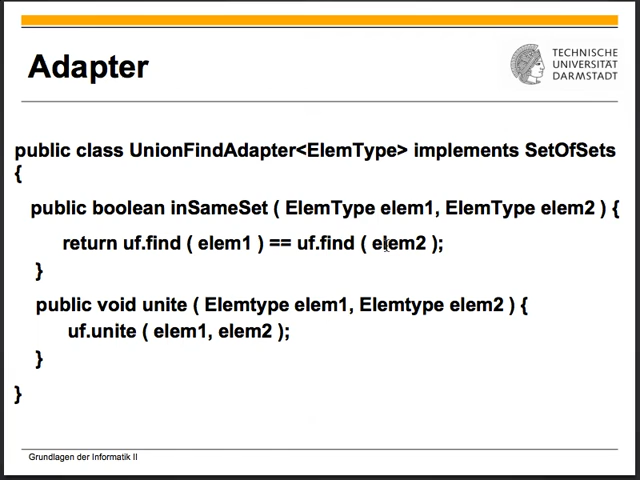 Adapter
TECHNISCHE
UNIVERSITÄT
DARMSTADT
public class UnionFindAdapter<ElemType> implements SetOfSets
{
public boolean inSameSet ( ElemType elem1, ElemType elem2 ) {
return uf.find ( elem1 ) == uf.find ( elem2 );
}
public void unite ( Elemtype elem1, Elemtype elem2 ) {
uf.unite ( elem1, elem2 );
}
}
Grundlagen der Informatik II